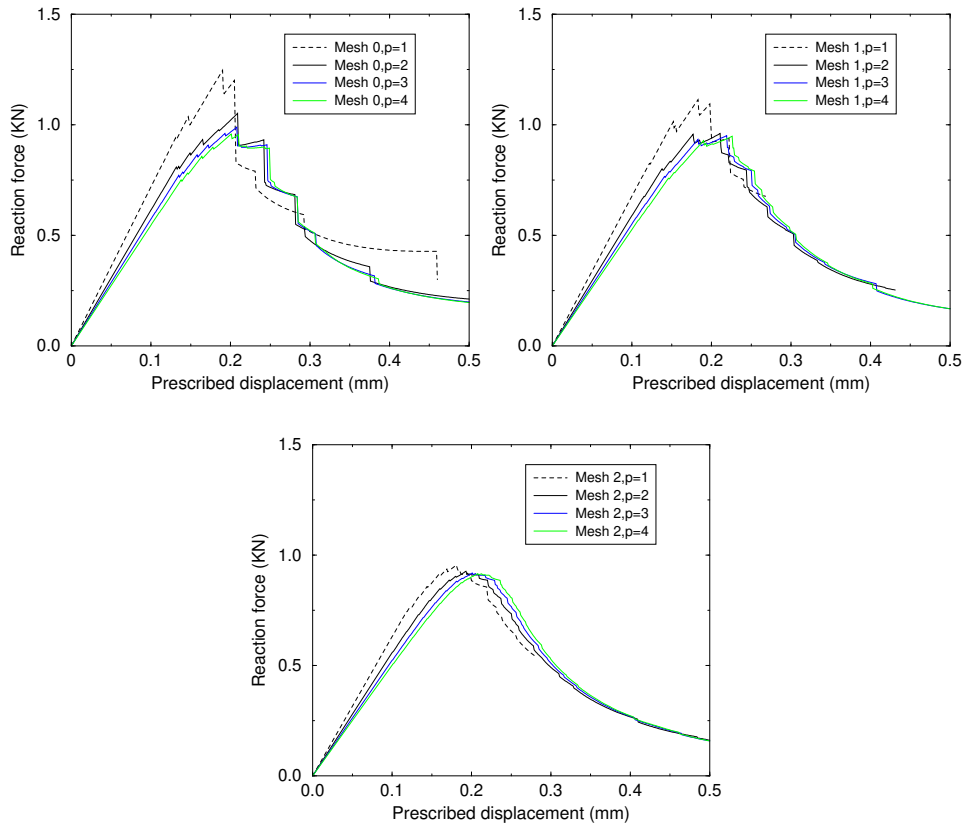 1.5
Mesh 0,p=1
Mesh 0,p=2
Mesh 0,p=3
Mesh 0,p=4
1.0
0.5
0.0
Reaction force (KN)
0 0.1 0.2 0.3 0.4 0.5
Prescribed displacement (mm)
1.5
Mesh 1,p=1
Mesh 1,p=2
Mesh 1,p=3
Mesh 1,p=4
1.0
0.5
0.0
Reaction force (KN)
0 0.1 0.2 0.3 0.4 0.5
Prescribed displacement (mm)
1.5
Mesh 2,p=1
Mesh 2,p=2
Mesh 2,p=3
Mesh 2,p=4
1.0
0.5
0.0
Reaction force (KN)
0.0 0.1 0.2 0.3 0.4 0.5
Prescribed displacement (mm)